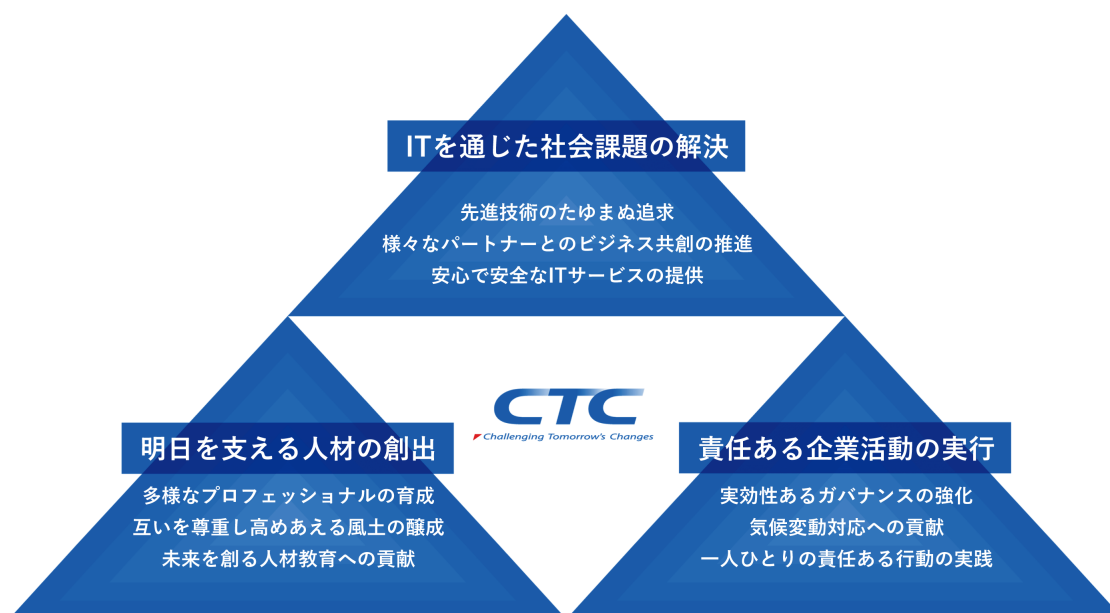 ITを通じた社会課題の解決
先進技術のたゆまぬ追求
様々なパートナーとのビジネス共創の推進
安心で安全なITサービスの提供
CTC
Challenging Tomorrow's Changes
明日を支える人材の創出
多様なプロフェッショナルの育成
互いを尊重し高めあえる風土の醸成
未来を創る人材教育への貢献
責任ある企業活動の実行
実効性あるガバナンスの強化
気候変動対応への貢献
一人ひとりの責任ある行動の実践